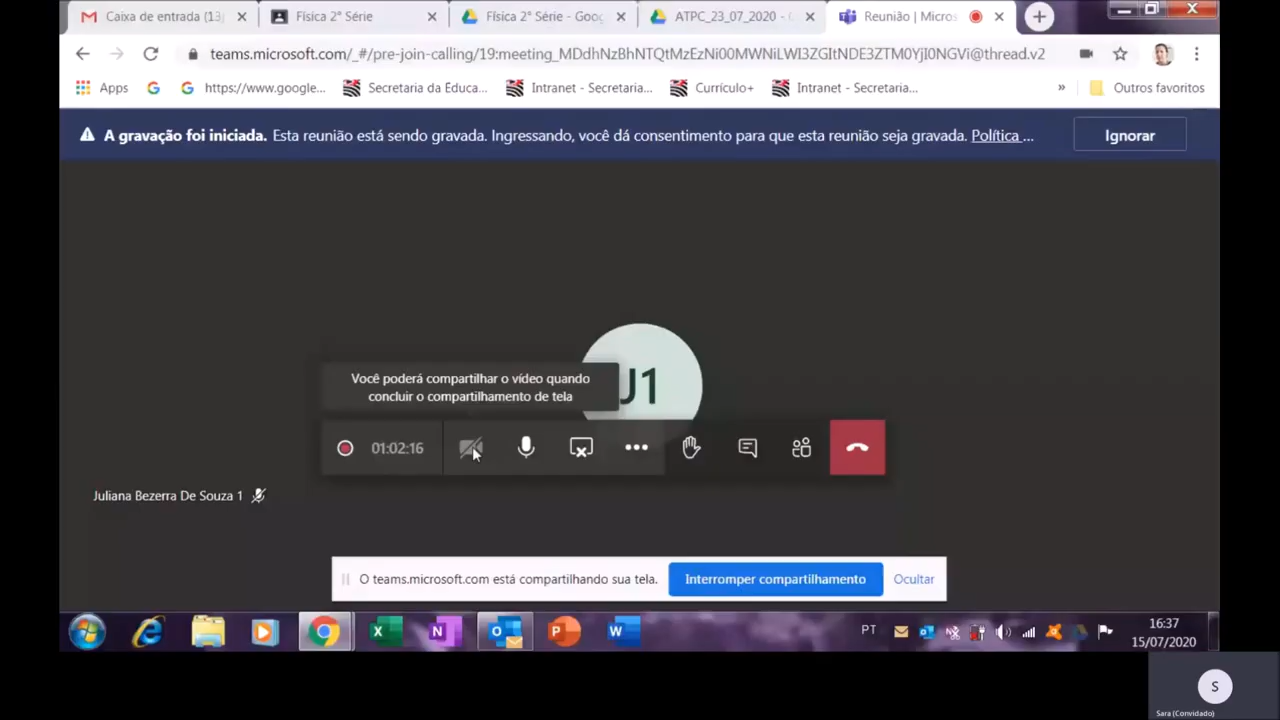 Caixa de entrada (13
Física 2° Série
Física 2° Série - Goog
ATPC_23_07_2020 -
Reunião | Micros
teams.microsoft.com/_#/pre-join-calling/19:meeting_MDdhNzBhNTQtMzEzNi00MWNiLWI3ZGItNDE3ZTM0YjI0NGVi@thread.v2
Apps
https://www.google...
Secretaria da Educa...
Intranet - Secretaria...
Currículo+
Intranet - Secretaria...
»
Outros favoritos
A gravação foi iniciada. Esta reunião está sendo gravada. Ingressando, você dá consentimento para que esta reunião seja gravada. Política ...
Ignorar
J1
Você poderá compartilhar o vídeo quando
concluir o compartilhamento de tela
01:02:16
Juliana Bezerra De Souza 1
O teams.microsoft.com está compartilhando sua tela.
Interromper compartilhamento
Ocultar
PT
16:37
15/07/2020
S
Sara (Convidado)